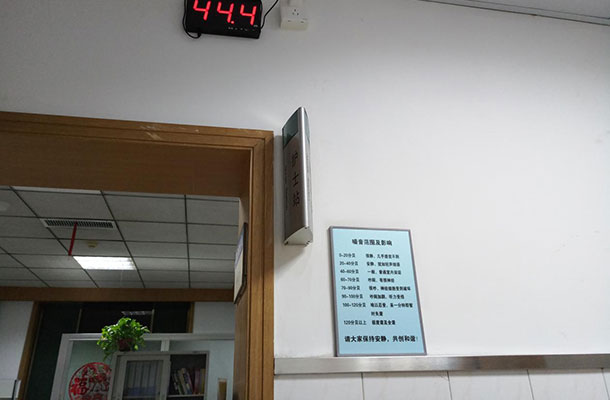 44.4
护士站
噪音范围及影响
0-20分贝 很静、几乎感觉不到
20-40分贝 安静、犹如轻声细语
40-60分贝 一般、普通室内谈话
60-70分贝 吵闹、有损神经
70-90分贝 很吵、神经细胞受到破坏
90-100分贝 吵闹加剧、听力受损
100-120分贝 难以忍受、呆一分钟即暂
时失聋
120分贝以上 极度聋及全聋
请大家保持安静，共创和谐！